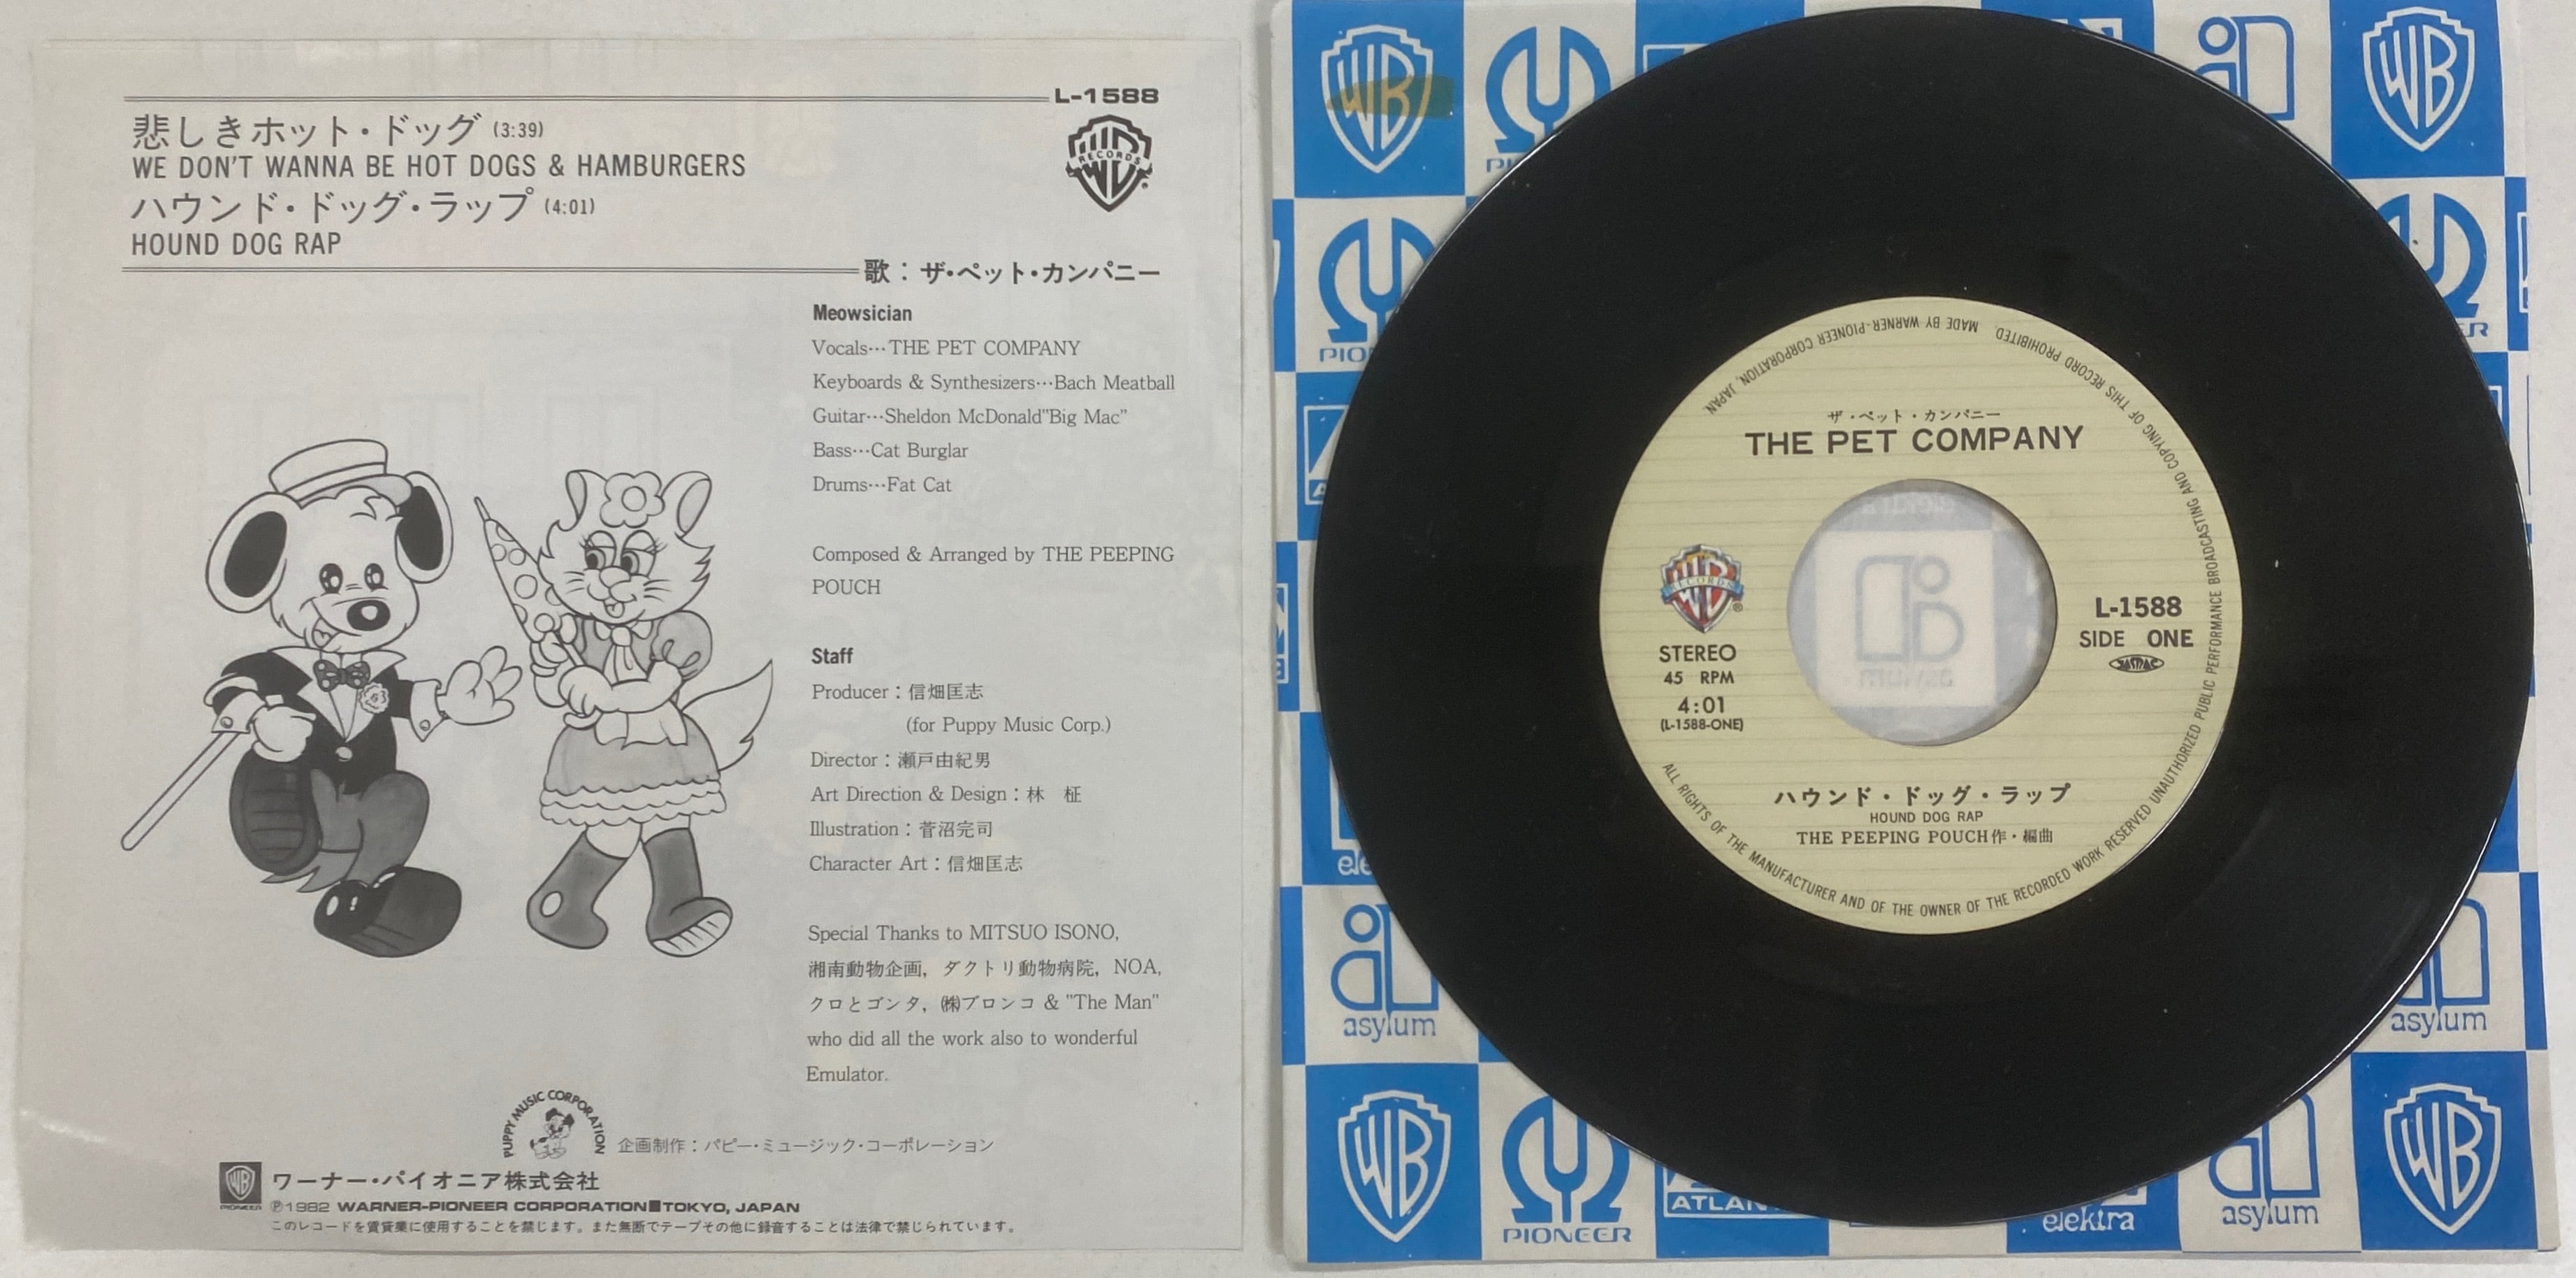 L-1588
悲しきホット・ドッグ (3:39)
WE DON'T WANNA BE HOT DOGS & HAMBURGERS
ハウンド・ドッグ・ラップ (4:01)
HOUND DOG RAP
RECORDS
歌：ザ・ペット・カンパニー
Meowsician
Vocals…THE PET COMPANY
Keyboards & Synthesizers…Bach Meatball
Guitar…Sheldon McDonald"Big Mac"
Bass…Cat Burglar
Drums…Fat Cat
Composed & Arranged by THE PEEPING
POUCH
Staff
Producer：信畑匡志
(for Puppy Music Corp.)
Director：瀬戸由紀男
Art Direction & Design：林　柾
Illustration：菅沼完司
Character Art：信畑匡志
Special Thanks to MITSUO ISONO,
湘南動物企画, ダクトリ動物病院, NOA,
クロとゴンタ, ㈱ブロンコ & "The Man"
who did all the work also to wonderful
Emulator.
PUPPY MUSIC CORPORATION
企画制作：パピー・ミュージック・コーポレーション
PIONEER
ワーナー・パイオニア株式会社
Ⓟ1982 WARNER-PIONEER CORPORATION■TOKYO, JAPAN
このレコードを賃貸業に使用することを禁じます。また無断でテープその他に録音することは法律で禁じられています。
ザ・ペット・カンパニー
THE PET COMPANY
RECORDS
STEREO
45 RPM
4:01
(L-1588-ONE)
L-1588
SIDE ONE
JASRAC
ハウンド・ドッグ・ラップ
HOUND DOG RAP
THE PEEPING POUCH作・編曲
ALL RIGHTS OF THE MANUFACTURER AND OF THE OWNER OF THE RECORDED WORK RESERVED UNAUTHORIZED PUBLIC PERFORMANCE BROADCASTING AND COPYING OF THIS RECORD PROHIBITED. MADE BY WARNER-PIONEER CORPORATION, JAPAN.
WB
WB
asylum
asylum
WB
PIONEER
ATLAN
elektra
asylum
WB